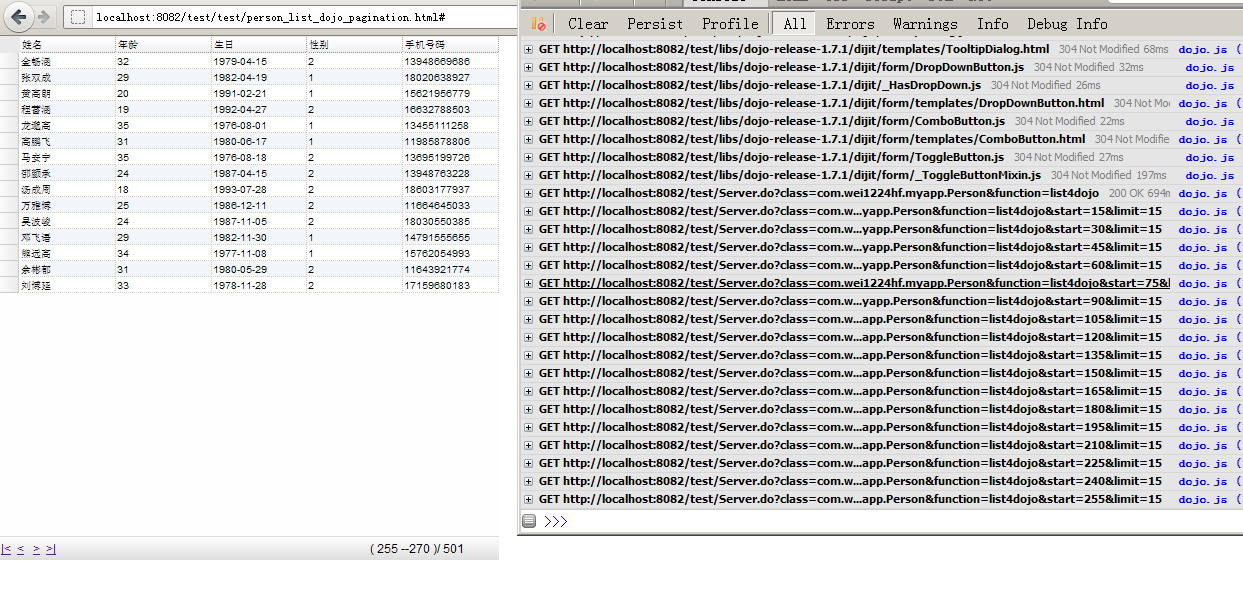 localhost:8082/test/test/person_list_dojo_pagination.html#
姓名 年龄 生日 性别 手机号码
金畅涵 32 1979-04-15 2 13948669686
张双成 29 1982-04-19 1 18020638927
黄高朗 20 1991-02-21 1 15621956779
19 1992-04-27 2 16632788503
35 1976-08-01 1 13455111258
高鹏飞 31 1980-06-17 1 11985878806
马安宁 35 1976-08-18 2 13695199726
24 1987-04-15 2 13948763228
汤成周 18 1993-07-28 2 18603177937
25 1986-12-11 2 11664645033
吴波峻 24 1987-11-05 2 18030550385
邓飞语 29 1982-11-30 1 14791555655
熊远高 34 1977-11-08 1 15762054993
余彬郁 31 1980-05-29 2 11643921774
33 1978-11-28 2 17159680183
|< < > >| ( 255 --270 )/ 501
Clear Persist Profile All Errors Warnings Info Debug Info
GET http://localhost:8082/test/libs/dojo-release-1.7.1/dijit/templates/TooltipDialog.html 304 Not Modified 68ms dojo.js (
GET http://localhost:8082/test/libs/dojo-release-1.7.1/dijit/form/DropDownButton.js 304 Not Modified 32ms dojo.js
GET http://localhost:8082/test/libs/dojo-release-1.7.1/dijit/_HasDropDown.js 304 Not Modified 26ms dojo.js
GET http://localhost:8082/test/libs/dojo-release-1.7.1/dijit/form/templates/DropDownButton.html 304 Not Mo dojo.js (
GET http://localhost:8082/test/libs/dojo-release-1.7.1/dijit/form/ComboButton.js 304 Not Modified 22ms dojo.js
GET http://localhost:8082/test/libs/dojo-release-1.7.1/dijit/form/templates/ComboButton.html 304 Not Modifie dojo.js (
GET http://localhost:8082/test/libs/dojo-release-1.7.1/dijit/form/ToggleButton.js 304 Not Modified 27ms dojo.js
GET http://localhost:8082/test/libs/dojo-release-1.7.1/dijit/form/_ToggleButtonMixin.js 304 Not Modified 197ms dojo.js
GET http://localhost:8082/test/Server.do?class=com.wei1224hf.myapp.Person&function=list4dojo 200 OK 694m dojo.js (
GET http://localhost:8082/test/Server.do?class=com.w...yapp.Person&function=list4dojo&start=15&limit=15 dojo.js (
GET http://localhost:8082/test/Server.do?class=com.w...yapp.Person&function=list4dojo&start=30&limit=15 dojo.js (
GET http://localhost:8082/test/Server.do?class=com.w...yapp.Person&function=list4dojo&start=45&limit=15 dojo.js (
GET http://localhost:8082/test/Server.do?class=com.w...yapp.Person&function=list4dojo&start=60&limit=15 dojo.js (
GET http://localhost:8082/test/Server.do?class=com.wei1224hf.myapp.Person&function=list4dojo&start=75&l dojo.js (
GET http://localhost:8082/test/Server.do?class=com.w...yapp.Person&function=list4dojo&start=90&limit=15 dojo.js (
GET http://localhost:8082/test/Server.do?class=com.w...app.Person&function=list4dojo&start=105&limit=15 dojo.js (
GET http://localhost:8082/test/Server.do?class=com.w...app.Person&function=list4dojo&start=120&limit=15 dojo.js (
GET http://localhost:8082/test/Server.do?class=com.w...app.Person&function=list4dojo&start=135&limit=15 dojo.js (
GET http://localhost:8082/test/Server.do?class=com.w...app.Person&function=list4dojo&start=150&limit=15 dojo.js (
GET http://localhost:8082/test/Server.do?class=com.w...app.Person&function=list4dojo&start=165&limit=15 dojo.js (
GET http://localhost:8082/test/Server.do?class=com.w...app.Person&function=list4dojo&start=180&limit=15 dojo.js (
GET http://localhost:8082/test/Server.do?class=com.w...app.Person&function=list4dojo&start=195&limit=15 dojo.js (
GET http://localhost:8082/test/Server.do?class=com.w...app.Person&function=list4dojo&start=210&limit=15 dojo.js (
GET http://localhost:8082/test/Server.do?class=com.w...app.Person&function=list4dojo&start=225&limit=15 dojo.js (
GET http://localhost:8082/test/Server.do?class=com.w...app.Person&function=list4dojo&start=240&limit=15 dojo.js (
GET http://localhost:8082/test/Server.do?class=com.w...app.Person&function=list4dojo&start=255&limit=15 dojo.js (
>>>